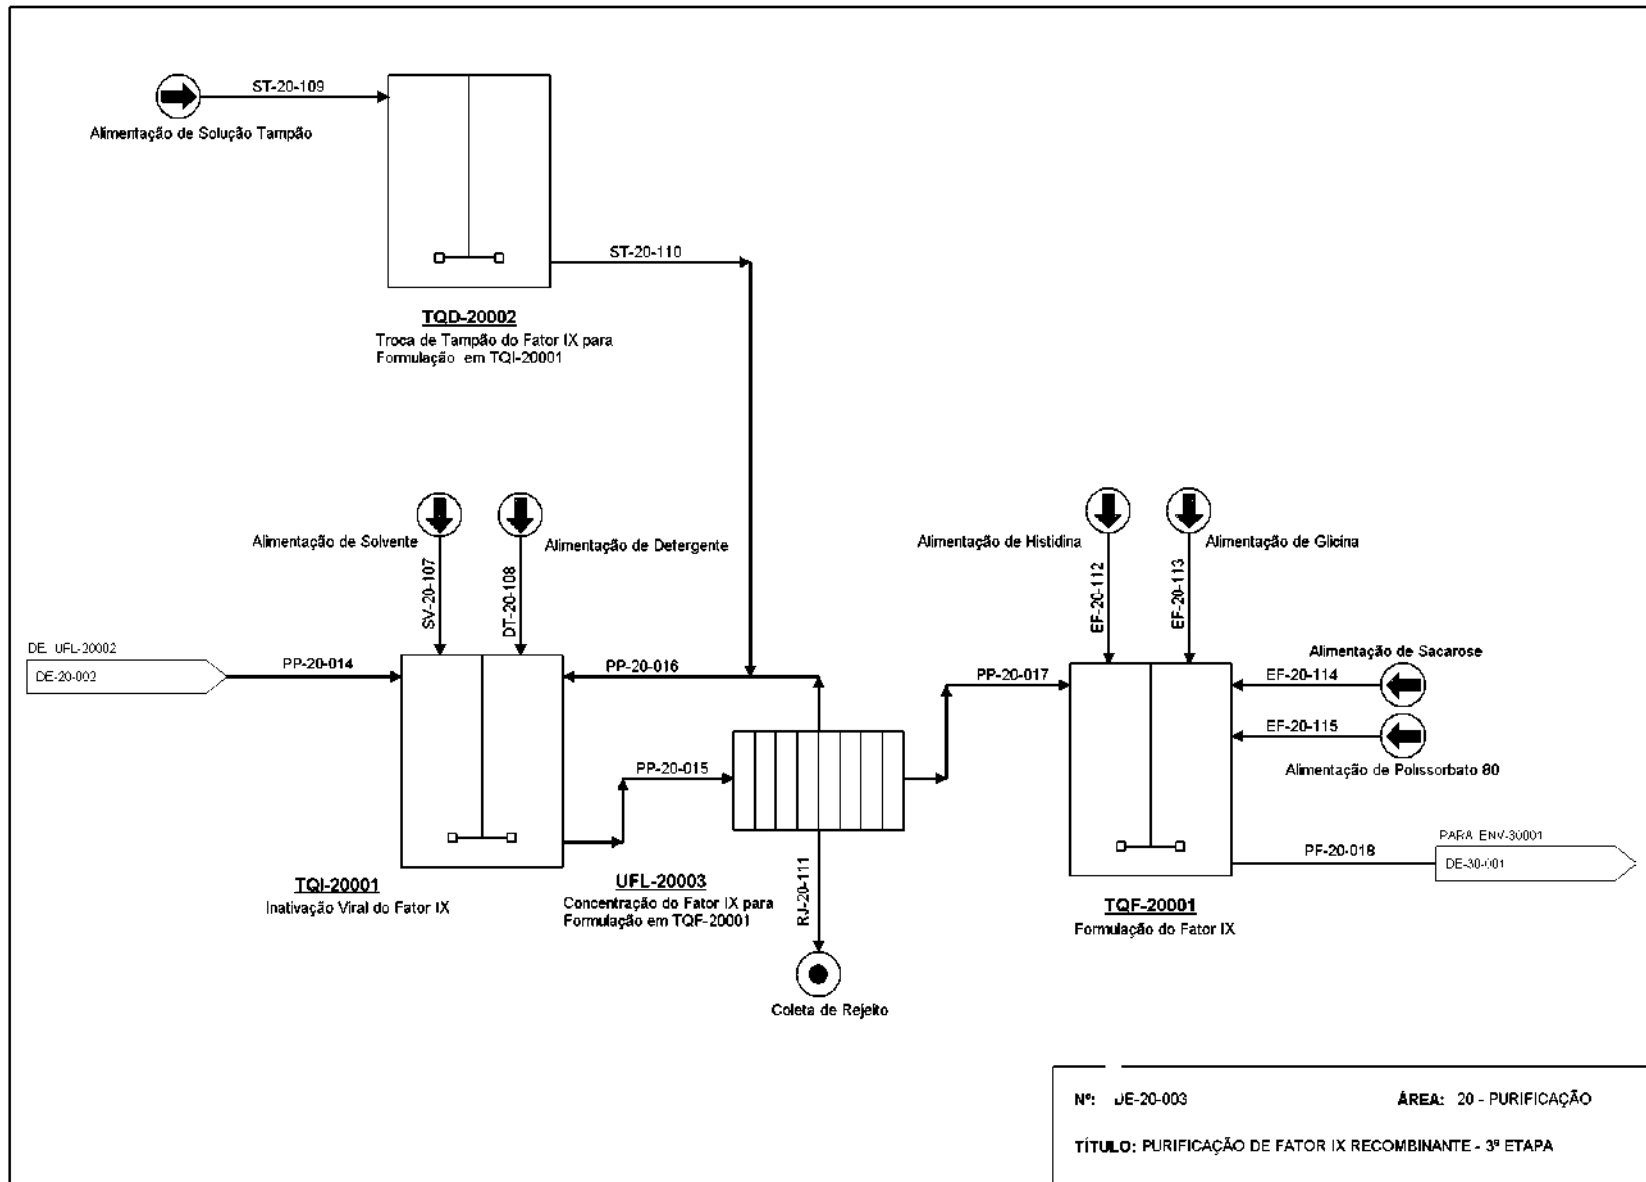 ST-20-109
Alimentação de Solução Tampão
ST-20-110
TQD-20002
Troca de Tampão do Fator IX para
Formulação em TQI-20001
Alimentação de Solvente
Alimentação de Detergente
SV-20-107
DT-20-108
Alimentação de Histidina
Alimentação de Glicina
EF-20-112
EF-20-113
DE UFL-20002
DE-20-002
PP-20-014
PP-20-016
PP-20-017
Alimentação de Sacarose
EF-20-114
EF-20-115
Alimentação de Polissorbato 80
PP-20-015
PARA ENV-30001
DE-30-001
PF-20-018
TQI-20001
Inativação Viral do Fator IX
UFL-20003
Concentração do Fator IX para
Formulação em TQF-20001
RJ-20-111
TQF-20001
Formulação do Fator IX
Coleta de Rejeito
Nº: DE-20-003
ÁREA: 20 - PURIFICAÇÃO
TÍTULO: PURIFICAÇÃO DE FATOR IX RECOMBINANTE - 3ª ETAPA